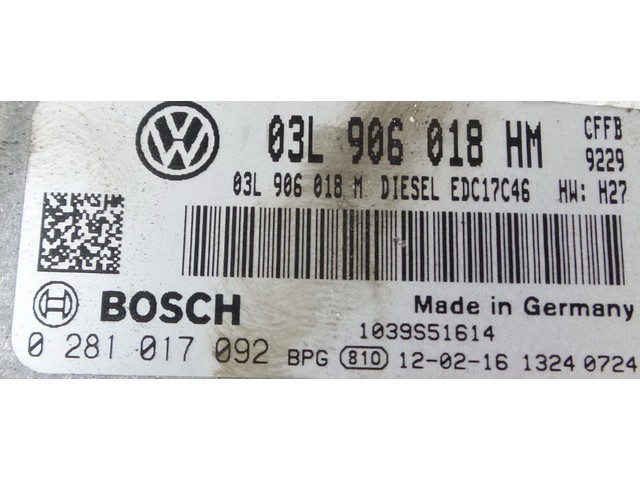 03L 906 018 HM CFFB
9229
03L 906 018 M DIESEL EDC17C46 HW: H27
BOSCH Made in Germany
1039S51614
0 281 017 092 BPG 810 12-02-16 1324 0724